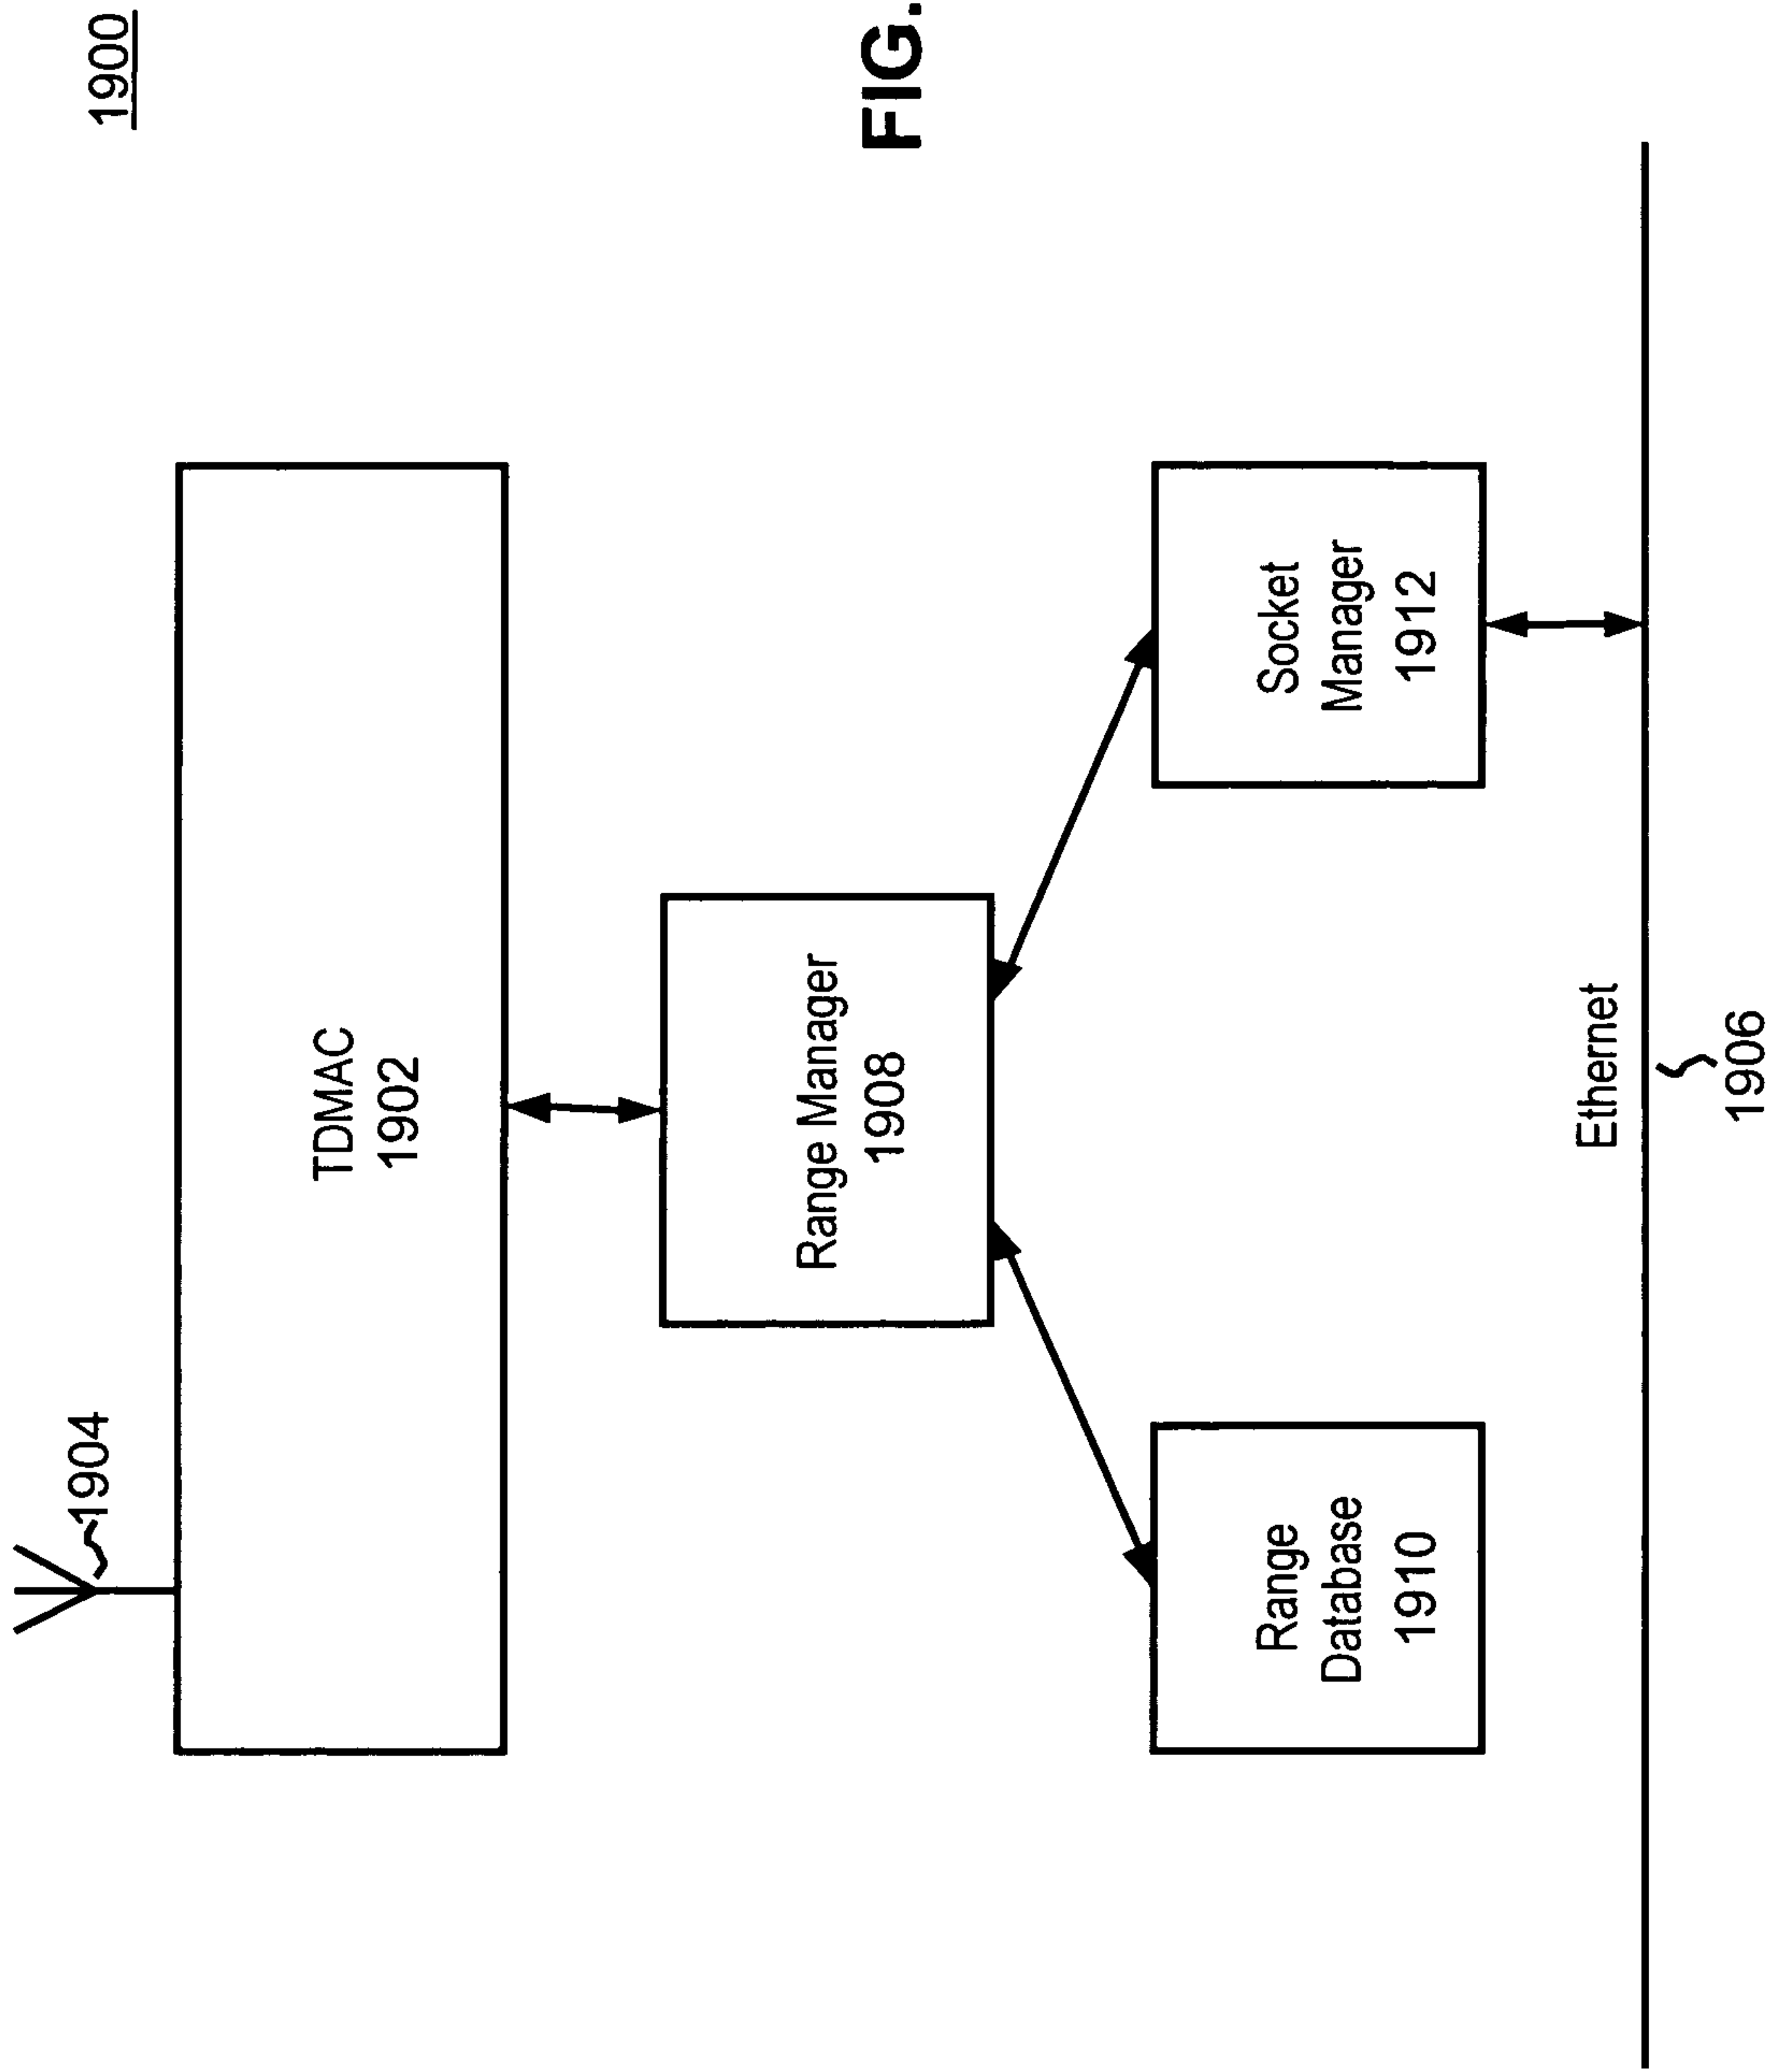 1900
1904
TDMAC
1902
Range Manager
1908
Range
Database
1910
Socket
Manager
1912
Ethernet
1906
FIG.